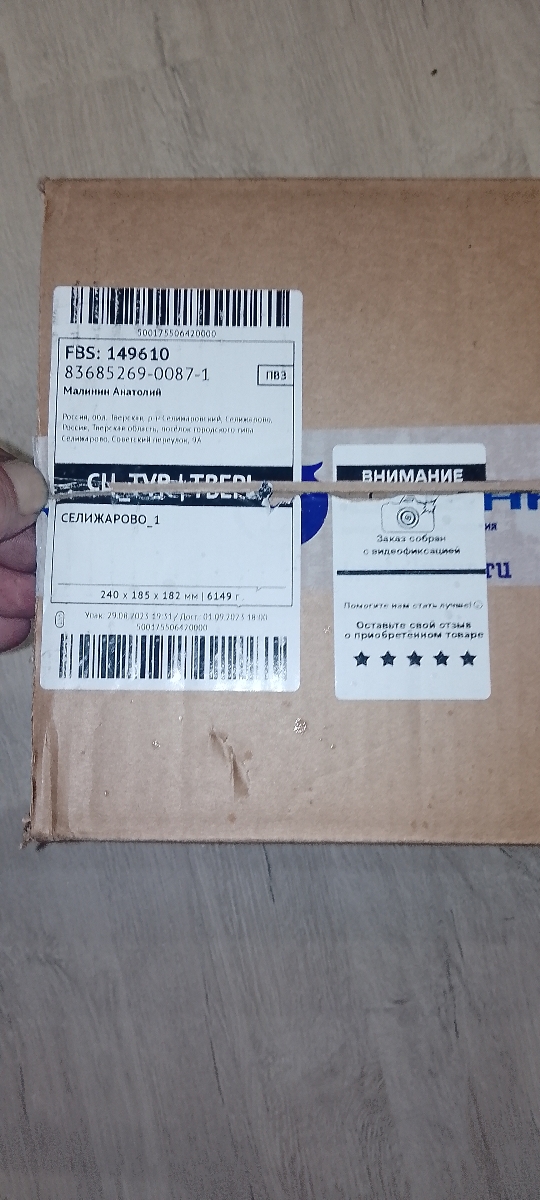 500175506420000
FBS: 149610
83685269-0087-1
ПВЗ
Малинин Анатолий
Россия, обл. Тверская, р-н Селижаровский, Селижарово,
Россия, Тверская область, посёлок городского типа
Селижарово, Советский переулок, 9А
СЕЛИЖАРОВО_1
240 x 185 x 182 мм | 6149 г.
Упак. 29.08.2023 19:31 / Дост. 01.09.2023 18:00
500175506420000
ВНИМАНИЕ
Заказ собран
с видеофиксацией
Помогите нам стать лучше!
Оставьте свой отзыв
о приобретённом товаре
ru